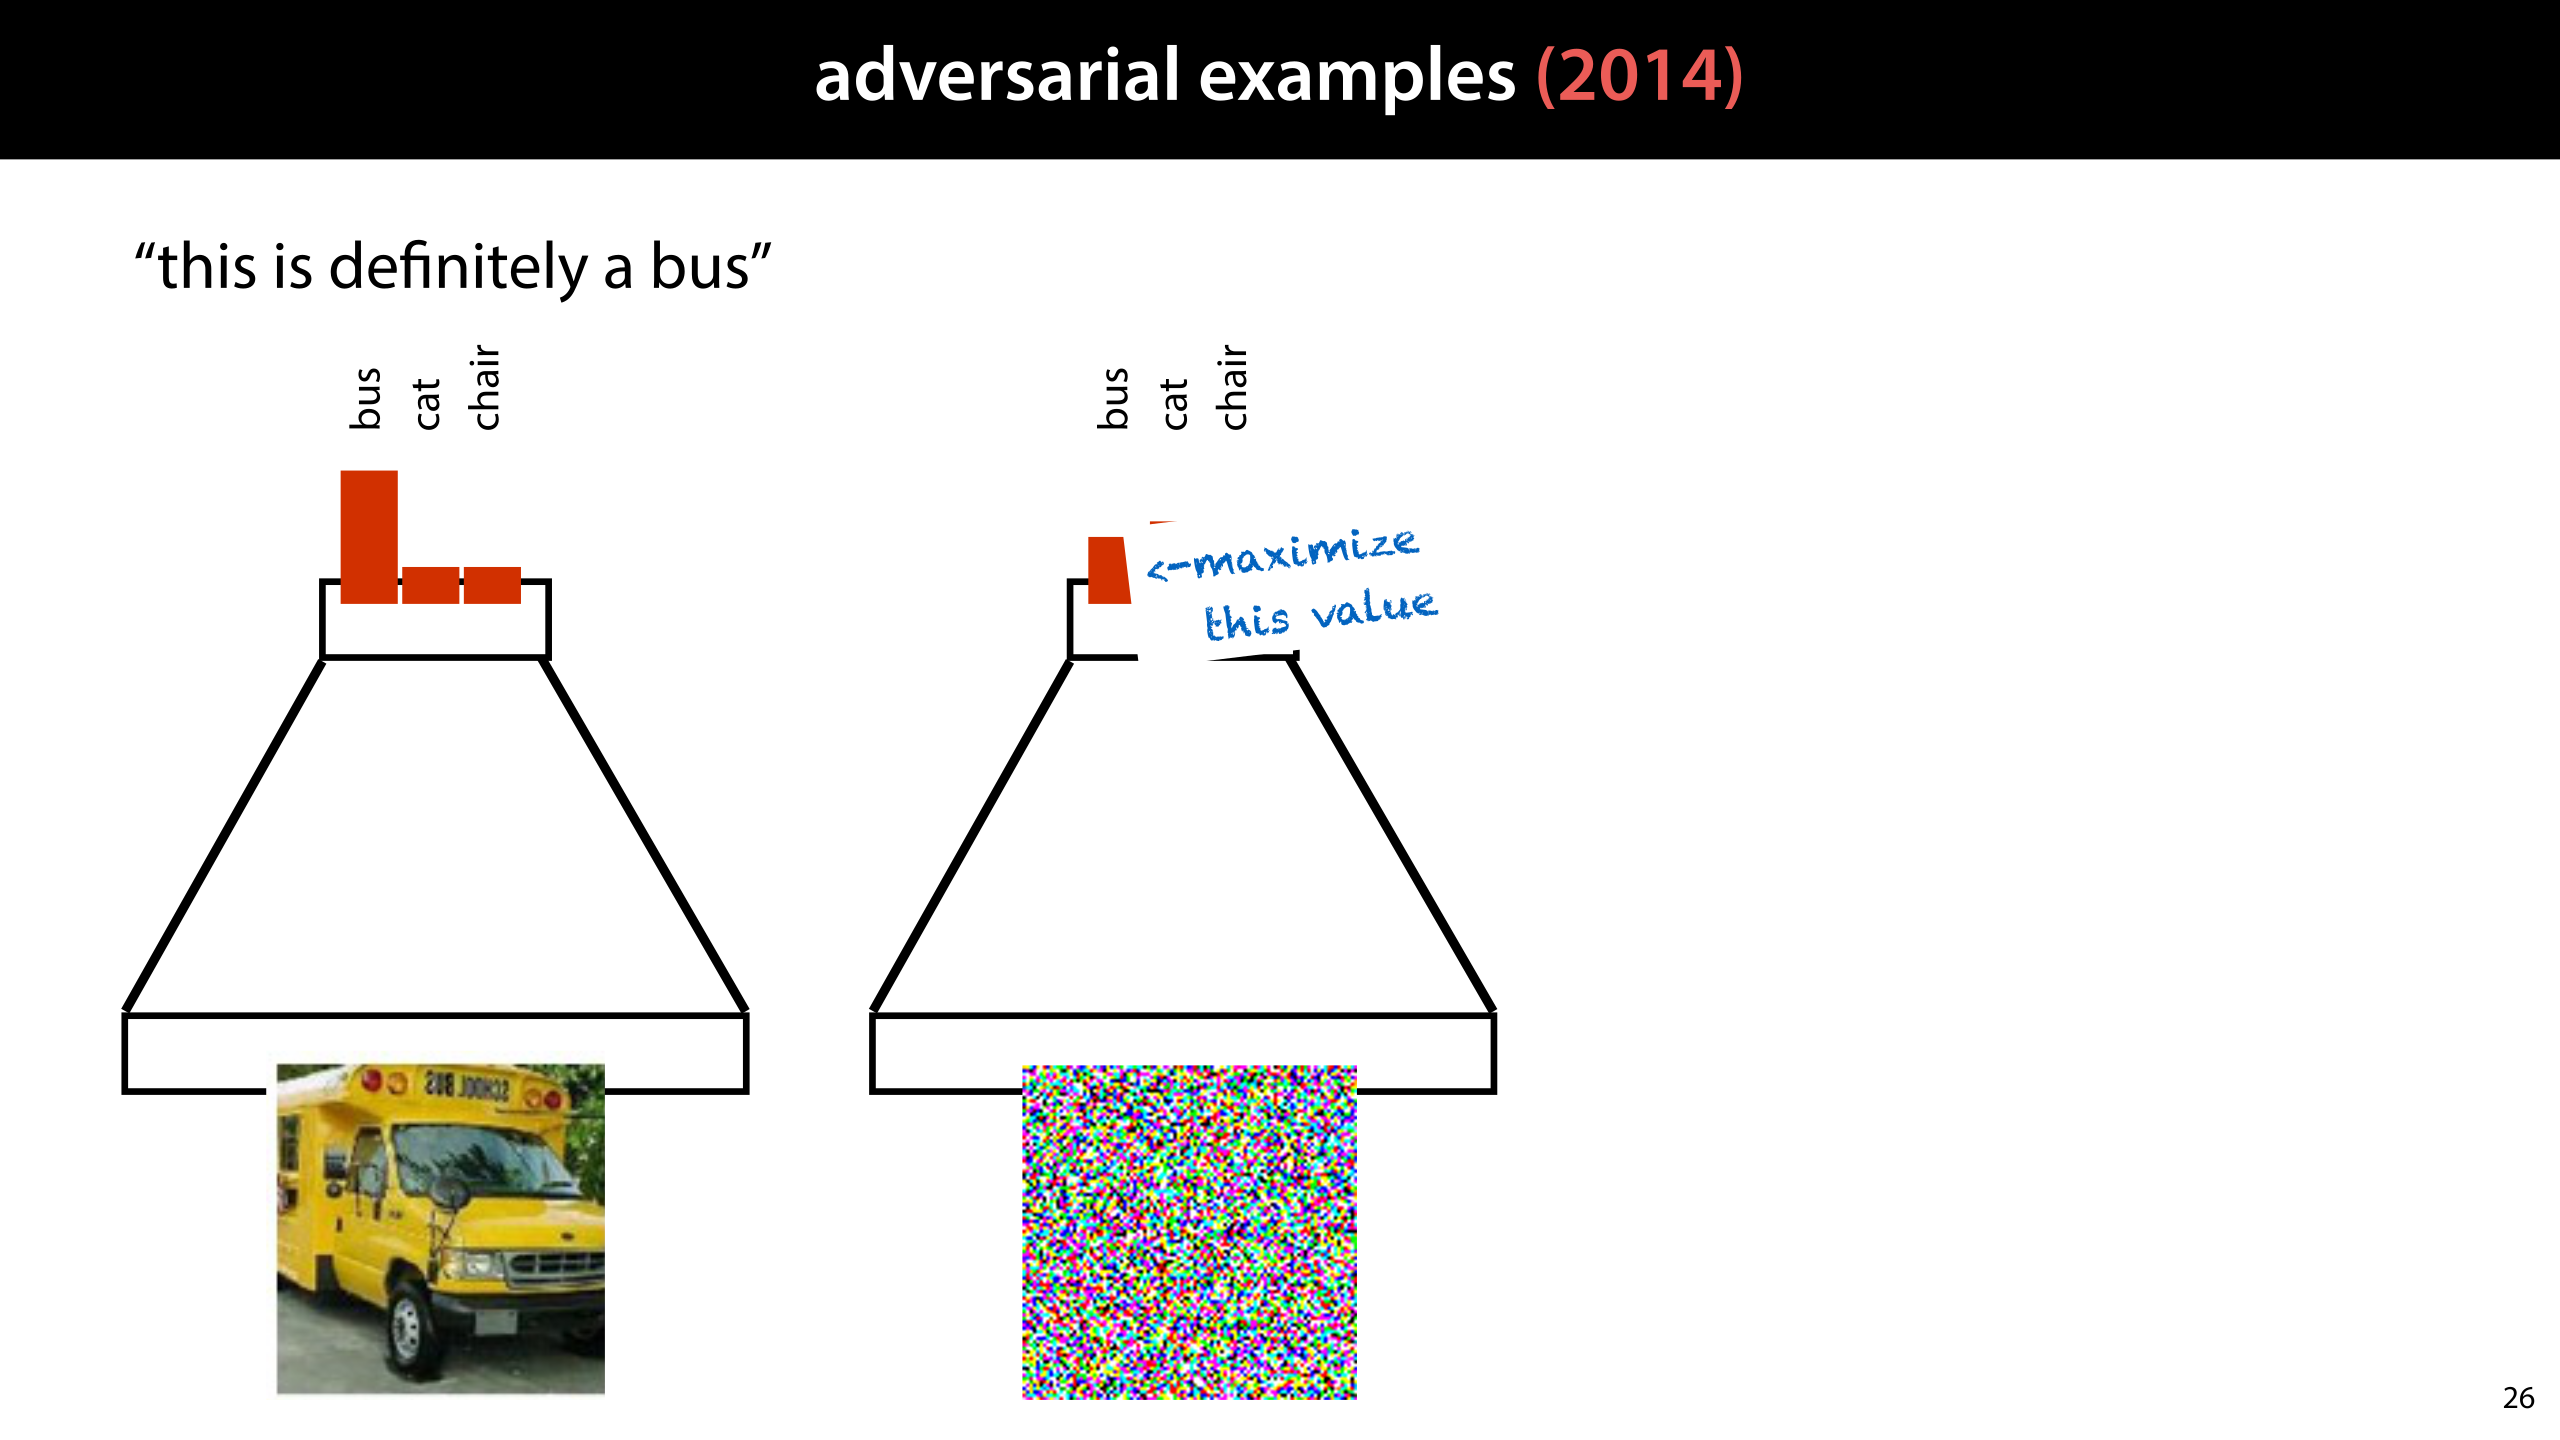 adversarial examples (2014)
“this is definitely a bus”
bus
cat
chair
bus
cat
chair
<-maximize
this value
SCHOOL BUS
26